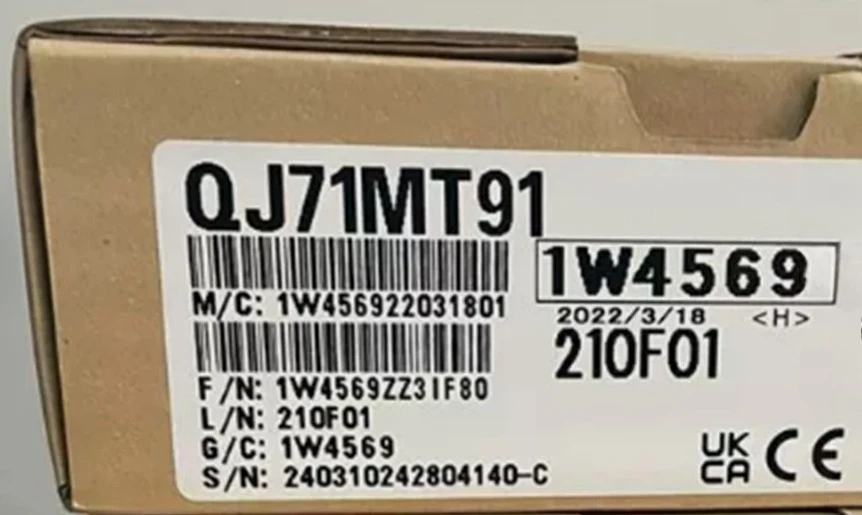 QJ71MT91
1W4569
M/C: 1W456922031801
2022/3/18 <H>
210F01
F/N: 1W4569ZZ3IF80
L/N: 210F01
G/C: 1W4569
S/N: 240310242804140-C
UK
CA
CE